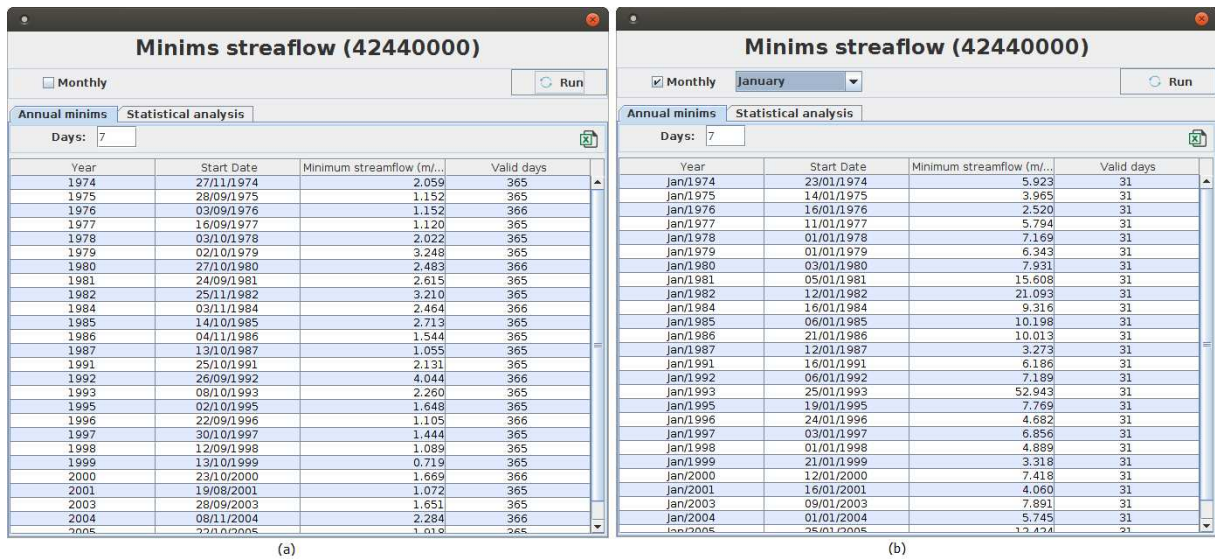 Minims streaflow (42440000)
Monthly
Run
Annual minims Statistical analysis
Days: 7
Year Start Date Minimum streamflow (m/... Valid days
1974 27/11/1974 2.059 365
1975 28/09/1975 1.152 365
1976 03/09/1976 1.152 366
1977 16/09/1977 1.120 365
1978 03/10/1978 2.022 365
1979 02/10/1979 3.248 365
1980 27/10/1980 2.483 366
1981 24/09/1981 2.615 365
1982 25/11/1982 3.210 365
1984 03/11/1984 2.464 366
1985 14/10/1985 2.713 365
1986 04/11/1986 1.544 365
1987 13/10/1987 1.055 365
1991 25/10/1991 2.131 365
1992 26/09/1992 4.044 366
1993 08/10/1993 2.260 365
1995 02/10/1995 1.648 365
1996 22/09/1996 1.105 366
1997 30/10/1997 1.444 365
1998 12/09/1998 1.089 365
1999 13/10/1999 0.719 365
2000 23/10/2000 1.669 366
2001 19/08/2001 1.072 365
2003 28/09/2003 1.651 365
2004 08/11/2004 2.284 366
2005 22/10/2005 1.918 365
(a)
Minims streaflow (42440000)
Monthly January
Run
Annual minims Statistical analysis
Days: 7
Year Start Date Minimum streamflow (m/... Valid days
Jan/1974 23/01/1974 5.923 31
Jan/1975 14/01/1975 3.965 31
Jan/1976 16/01/1976 2.520 31
Jan/1977 11/01/1977 5.794 31
Jan/1978 01/01/1978 7.169 31
Jan/1979 01/01/1979 6.343 31
Jan/1980 03/01/1980 7.931 31
Jan/1981 05/01/1981 15.608 31
Jan/1982 12/01/1982 21.093 31
Jan/1984 16/01/1984 9.316 31
Jan/1985 06/01/1985 10.198 31
Jan/1986 21/01/1986 10.013 31
Jan/1987 12/01/1987 3.273 31
Jan/1991 16/01/1991 6.186 31
Jan/1992 06/01/1992 7.189 31
Jan/1993 25/01/1993 52.943 31
Jan/1995 19/01/1995 7.769 31
Jan/1996 24/01/1996 4.682 31
Jan/1997 03/01/1997 6.856 31
Jan/1998 01/01/1998 4.889 31
Jan/1999 21/01/1999 3.318 31
Jan/2000 12/01/2000 7.418 31
Jan/2001 16/01/2001 4.060 31
Jan/2003 09/01/2003 7.891 31
Jan/2004 01/01/2004 5.745 31
Jan/2005 25/01/2005 12.424 31
(b)